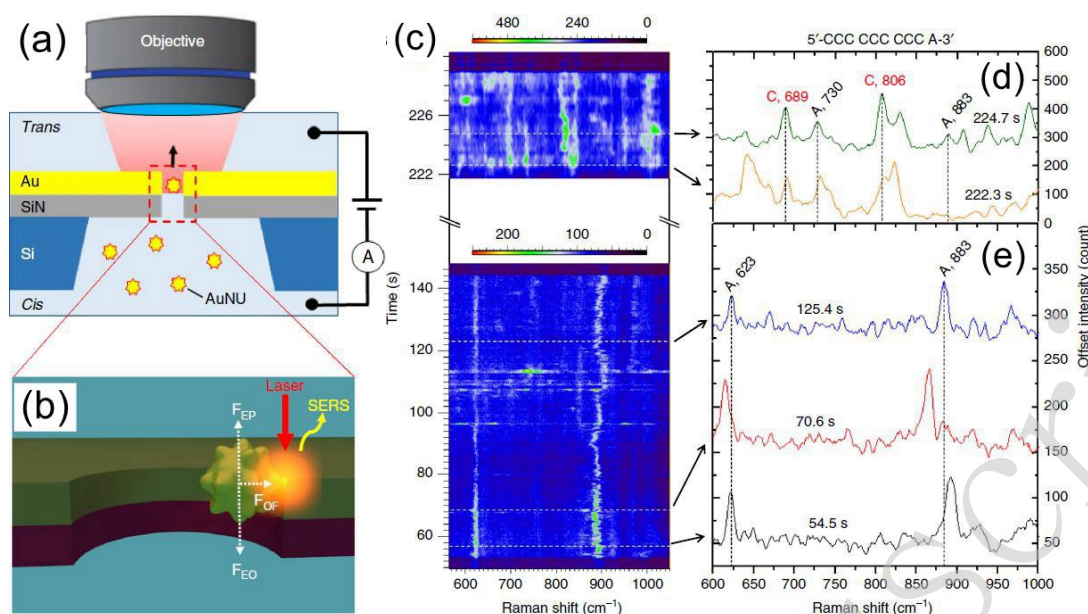 (a)
Objective
Trans
Au
SiN
Si
A
AuNU
Cis
(b)
Laser
SERS
F_EP
F_OF
F_EO
(c)
480 240 0
226
224
222
170 70 0
Time (s)
140
120
100
80
60
600 700 800 900 1000
Raman shift (cm⁻¹)
5′-CCC CCC CCC A-3′
(d)
C, 689
A, 730
C, 806
A, 883
224.7 s
222.3 s
600
500
400
300
200
100
0
(e)
A, 623
A, 883
125.4 s
70.6 s
54.5 s
350
300
250
200
150
100
50
0
Offset intensity (count)
600 650 700 750 800 850 900 950 1000
Raman shift (cm⁻¹)